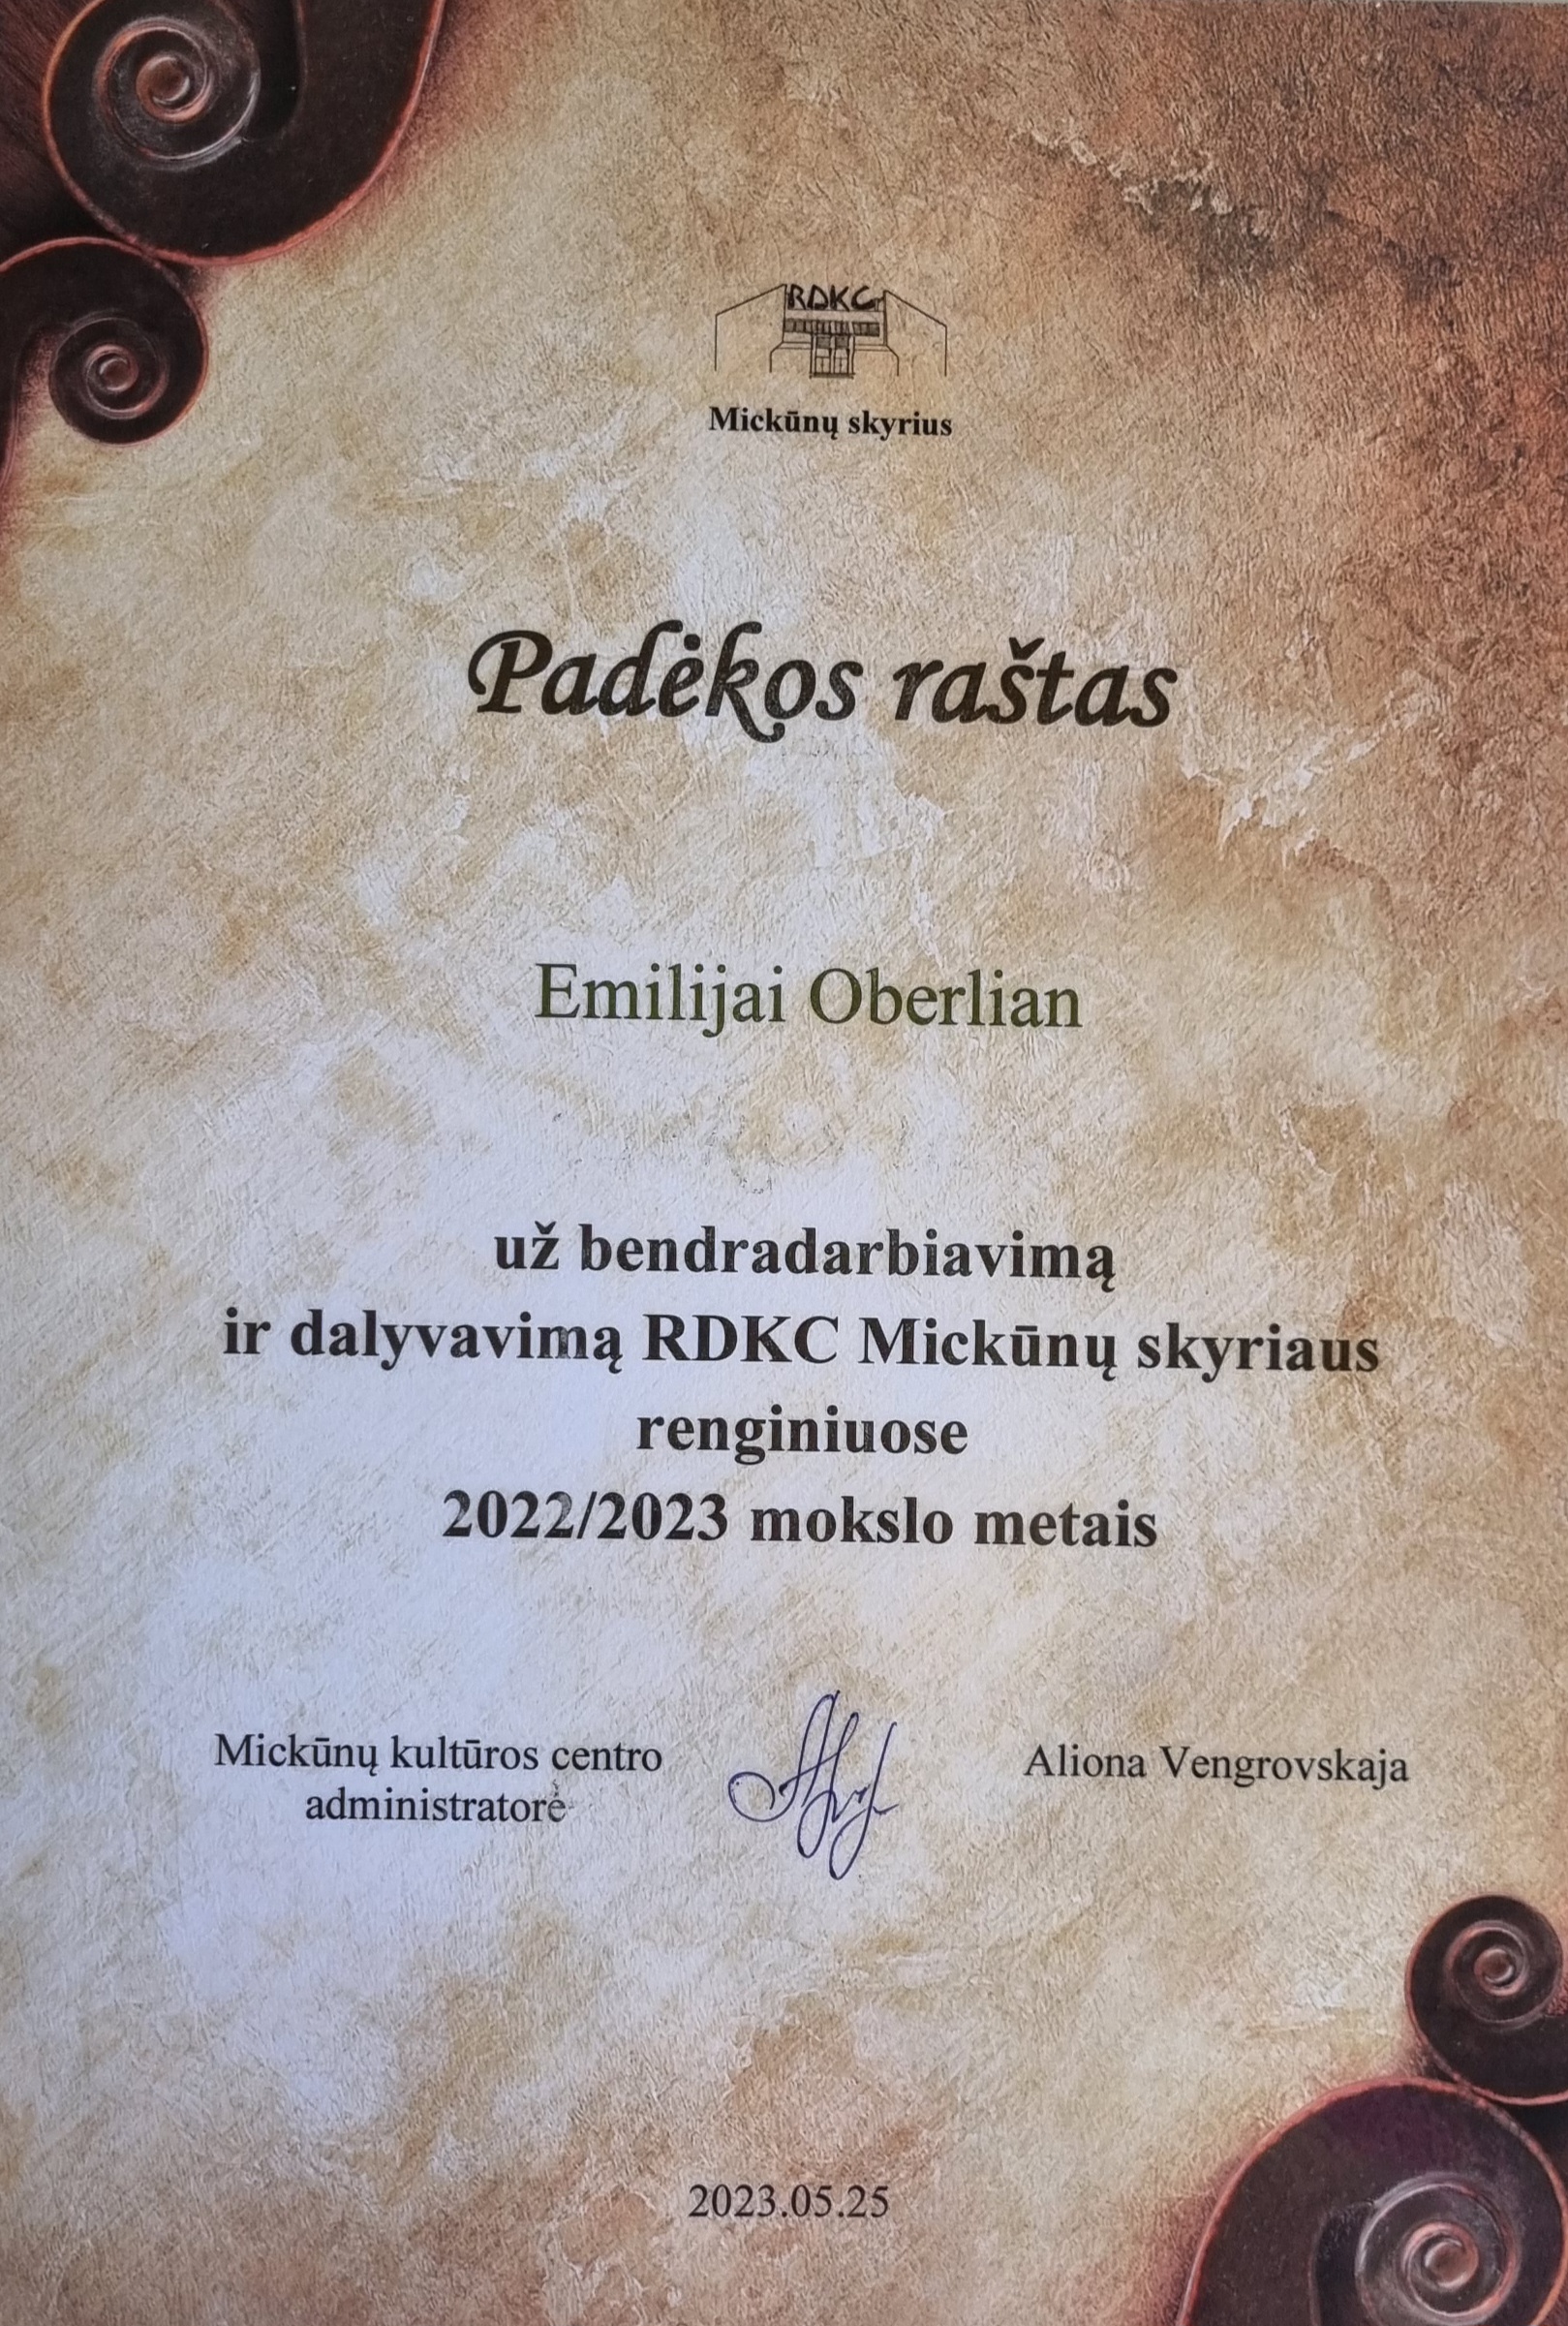 RDKC
Mickūnų skyrius
Padėkos raštas
Emilijai Oberlian
už bendradarbiavimą
ir dalyvavimą RDKC Mickūnų skyriaus
renginiuose
2022/2023 mokslo metais
Mickūnų kultūros centro
administratorė
Aliona Vengrovskaja
2023.05.25